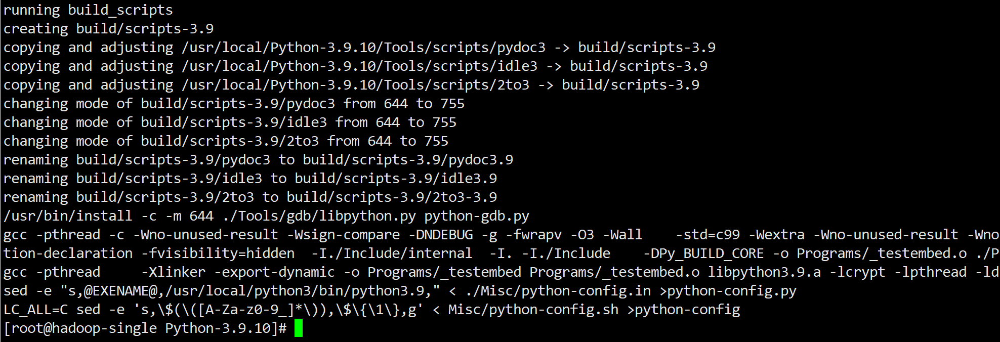 running build_scripts
creating build/scripts-3.9
copying and adjusting /usr/local/Python-3.9.10/Tools/scripts/pydoc3 -> build/scripts-3.9
copying and adjusting /usr/local/Python-3.9.10/Tools/scripts/idle3 -> build/scripts-3.9
copying and adjusting /usr/local/Python-3.9.10/Tools/scripts/2to3 -> build/scripts-3.9
changing mode of build/scripts-3.9/pydoc3 from 644 to 755
changing mode of build/scripts-3.9/idle3 from 644 to 755
changing mode of build/scripts-3.9/2to3 from 644 to 755
renaming build/scripts-3.9/pydoc3 to build/scripts-3.9/pydoc3.9
renaming build/scripts-3.9/idle3 to build/scripts-3.9/idle3.9
renaming build/scripts-3.9/2to3 to build/scripts-3.9/2to3-3.9
/usr/bin/install -c -m 644 ./Tools/gdb/libpython.py python-gdb.py
gcc -pthread -c -Wno-unused-result -Wsign-compare -DNDEBUG -g -fwrapv -O3 -Wall    -std=c99 -Wextra -Wno-unused-result -Wno
tion-declaration -fvisibility=hidden  -I./Include/internal  -I. -I./Include    -DPy_BUILD_CORE -o Programs/_testembed.o ./P
gcc -pthread     -Xlinker -export-dynamic -o Programs/_testembed Programs/_testembed.o libpython3.9.a -lcrypt -lpthread -ld
sed -e "s,@EXENAME@,/usr/local/python3/bin/python3.9," < ./Misc/python-config.in >python-config.py
LC_ALL=C sed -e 's,\$(\([A-Za-z0-9_]*\)),\$\{\1\},g' < Misc/python-config.sh >python-config
[root@hadoop-single Python-3.9.10]#